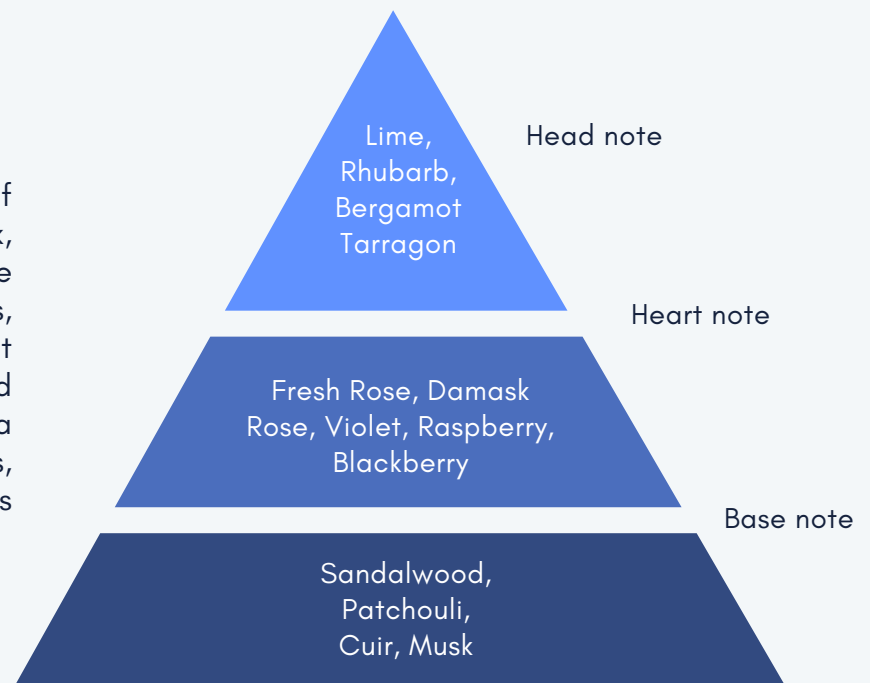 Lime,
Rhubarb,
Bergamot
Tarragon
Head note
Heart note
Fresh Rose, Damask
Rose, Violet, Raspberry,
Blackberry
Base note
Sandalwood,
Patchouli,
Cuir, Musk